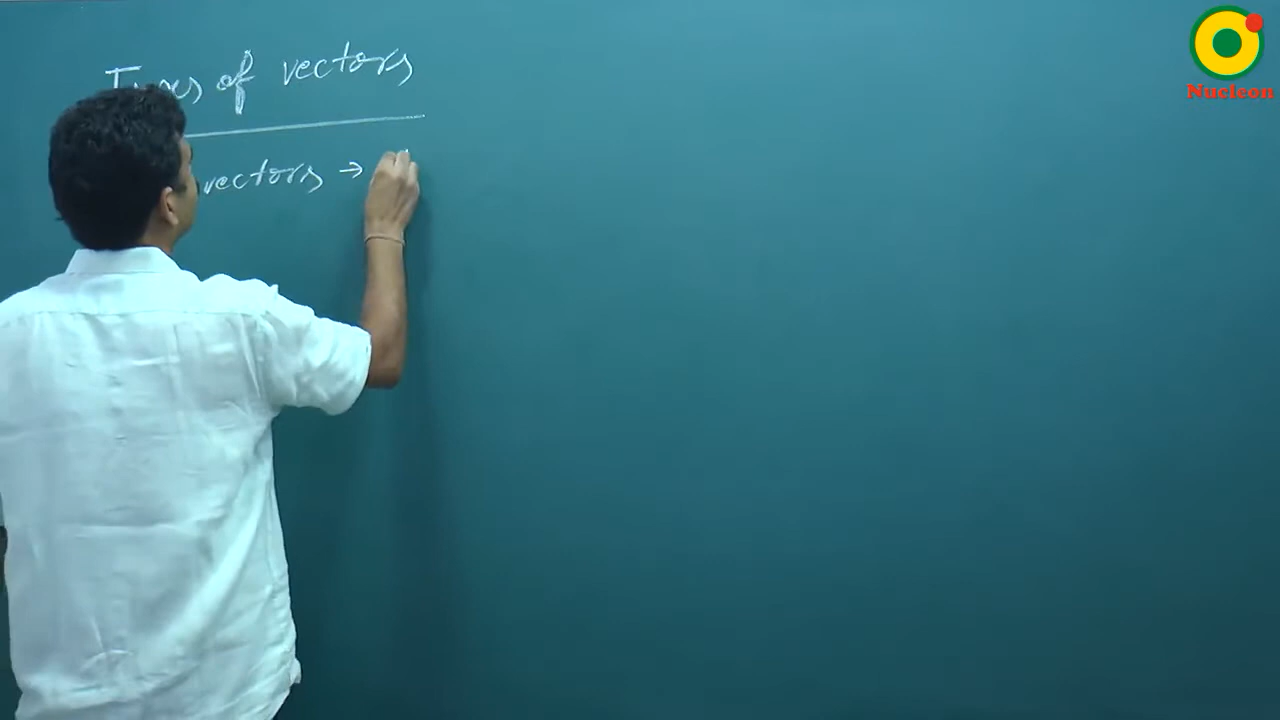 Types of vectors
vectors →
Nucleon